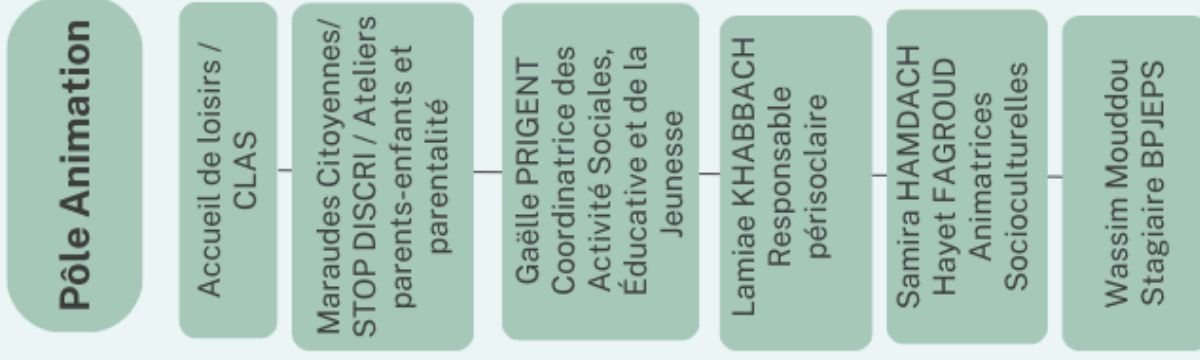 Pôle Animation
Accueil de loisirs /
CLAS
Maraudes Citoyennes/
STOP DISCRI / Ateliers
parents-enfants et
parentalité
Gaëlle PRIGENT
Coordinatrice des
Activité Sociales,
Éducative et de la
Jeunesse
Lamiae KHABBACH
Responsable
périsoclaire
Samira HAMDACH
Hayet FAGROUD
Animatrices
Socioculturelles
Wassim Mouddou
Stagiaire BPJEPS